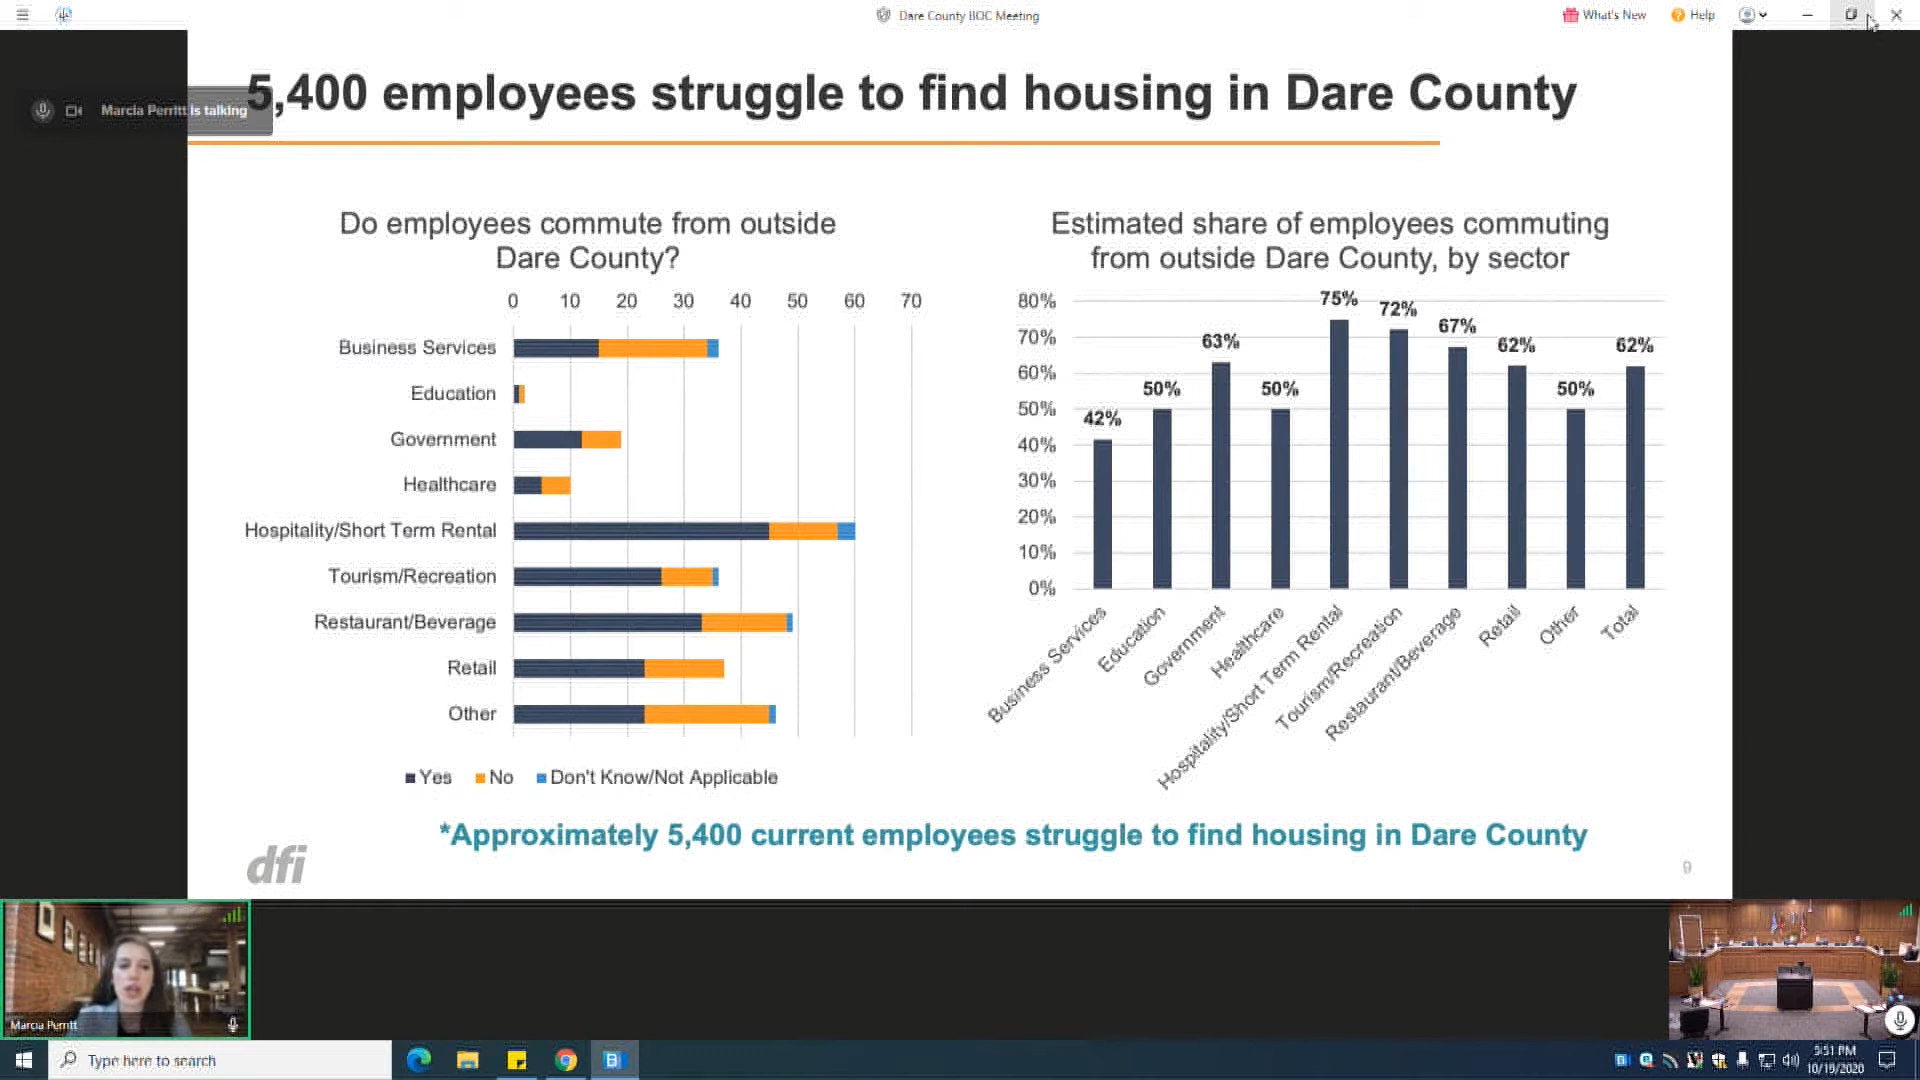 Dare County BOC Meeting
What's New
Help
Marcia Perritt is talking
5,400 employees struggle to find housing in Dare County
Do employees commute from outside
Dare County?
0 10 20 30 40 50 60 70
Business Services
Education
Government
Healthcare
Hospitality/Short Term Rental
Tourism/Recreation
Restaurant/Beverage
Retail
Other
Yes No Don't Know/Not Applicable
Estimated share of employees commuting
from outside Dare County, by sector
80%
70%
60%
50%
40%
30%
20%
10%
0%
42%
50%
63%
50%
75%
72%
67%
62%
50%
62%
Business Services
Education
Government
Healthcare
Hospitality/Short Term Rental
Tourism/Recreation
Restaurant/Beverage
Retail
Other
Total
*Approximately 5,400 current employees struggle to find housing in Dare County
dfi
9
Marcia Perritt
Type here to search
5:51 PM
10/19/2020